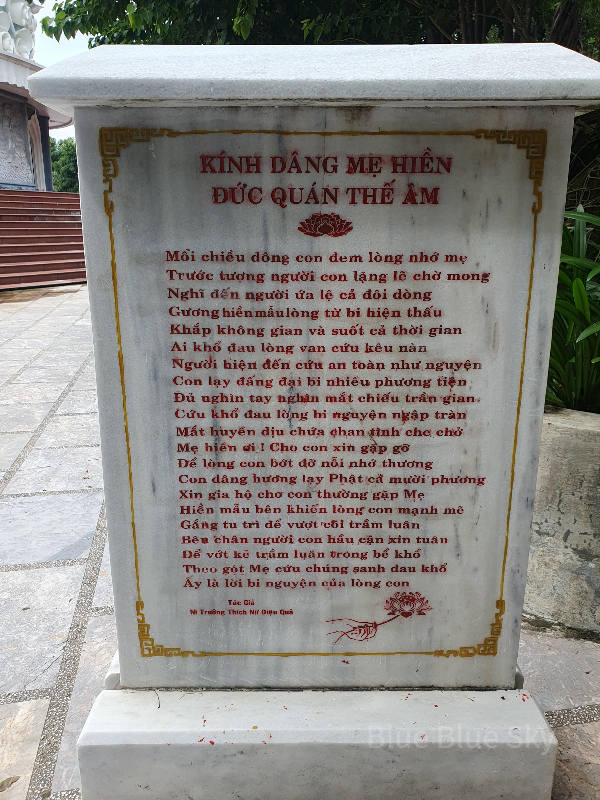 KÍNH DÂNG MẸ HIỀN
ĐỨC QUÁN THẾ ÂM
Mỗi chiều đông con đem lòng nhớ mẹ
Trước tượng người con lặng lẽ chờ mong
Nghĩ đến người ứa lệ cả đôi dòng
Gương hiền mẫu lòng từ bi hiện thấu
Khắp không gian và suốt cả thời gian
Ai khổ đau lòng van cứu kêu nàn
Người hiện đến cứu an toàn như nguyện
Con lạy đấng đại bi nhiều phương tiện
Đủ nghìn tay nghìn mắt chiếu trần gian
Cứu khổ đau lòng bi nguyện ngập tràn
Mắt huyền dịu chứa chan tình che chở
Mẹ hiền ơi ! Cho con xin gặp gỡ
Để lòng con bớt đỡ nỗi nhớ thương
Con dâng hương lạy Phật cả mười phương
Xin gia hộ cho con thường gặp Mẹ
Hiền mẫu bên khiến lòng con mạnh mẽ
Gắng tu trì để vượt cõi trầm luân
Bên chân người con hầu cận xin tuân
Để vớt kẻ trầm luân trong bể khổ
Theo gót Mẹ cứu chúng sanh đau khổ
Ấy là lời bi nguyện của lòng con
Tác Giả
Ni Trưởng Thích Nữ Diệu Quả
Blue Blue Sky